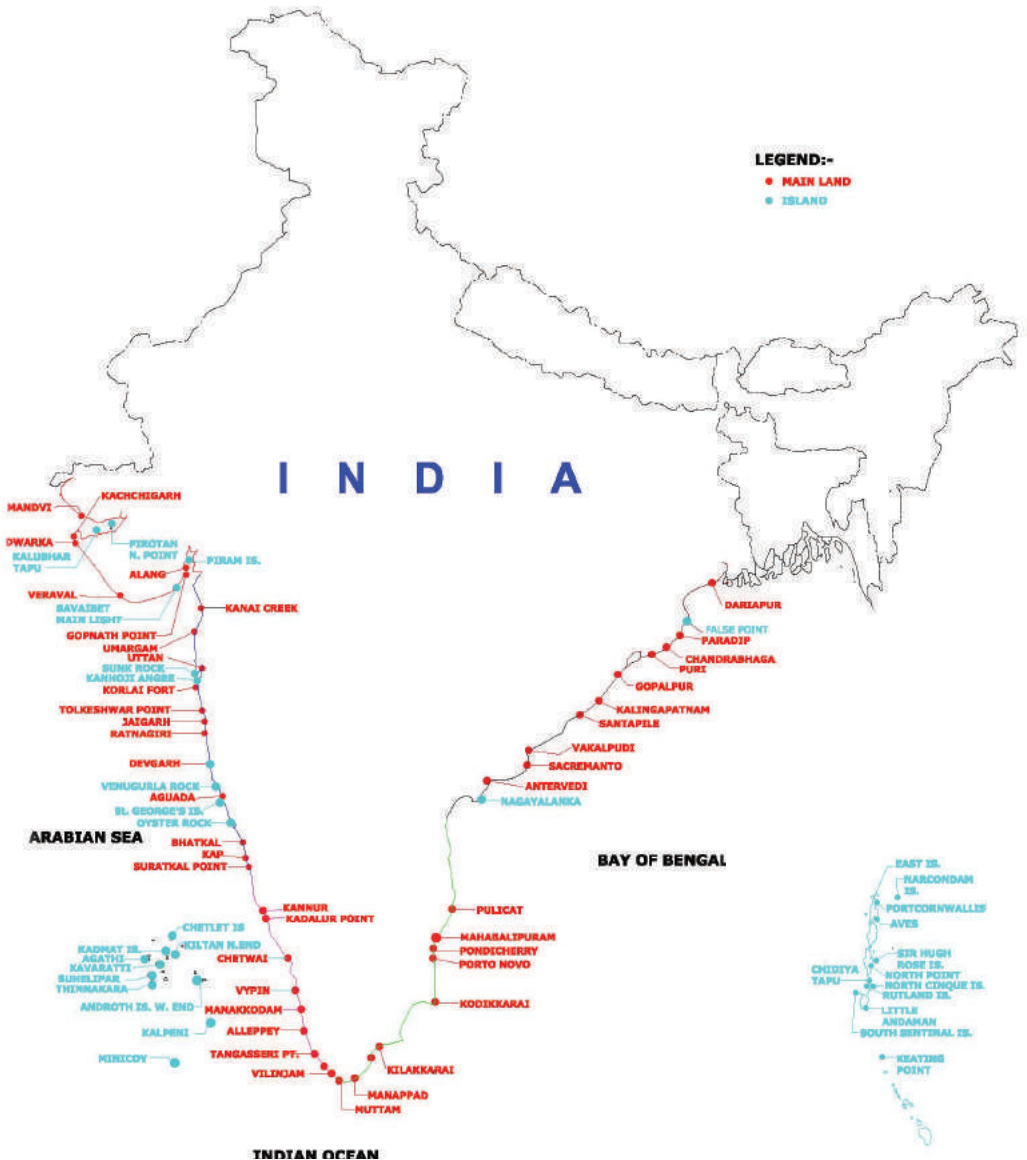 LEGEND:-
MAIN LAND
ISLAND
I N D I A
KACHCHIGARH
MANDVI
DWARKA
KALUBHAR
TAPU
PIROTAN
N. POINT
PIRAM IS.
ALANG
VERAVAL
SAVAIBET
MAIN LIGHT
KANAI CREEK
GOPNATH POINT
UMARGAM
UTTAN
SUNK ROCK
KANHOJI ANGRE
KORLAI FORT
TOLKESHWAR POINT
JAIGARH
RATNAGIRI
DEVGARH
VENUGURLA ROCK
AGUADA
St. GEORGE'S IS.
OYSTER ROCK
ARABIAN SEA
BHATKAL
KAP
SURATKAL POINT
KANNUR
KADALUR POINT
CHETLET IS
KADMAT IS.
KILTAN N.END
AGATHI
KAVARATTI
SUHELIPAR
THINNAKARA
CHETWAI
ANDROTH IS. W. END
VYPIN
MANAKKODAM
KALPENI
ALLEPPEY
MINICOY
TANGASSERI PT.
VILINJAM
MUTTAM
MANAPPAD
KILAKKARAI
KODIKKARAI
PORTO NOVO
PONDICHERRY
MAHABALIPURAM
PULICAT
NAGAYALANKA
ANTERVEDI
SACREMANTO
VAKALPUDI
SANTAPILE
KALINGAPATNAM
GOPALPUR
PURI
CHANDRABHAGA
PARADIP
FALSE POINT
DARIAPUR
BAY OF BENGAL
EAST IS.
NARCONDAM
IS.
PORTCORNWALLIS
AVES
SIR HUGH
ROSE IS.
CHIDIYA
TAPU
NORTH POINT
NORTH CINQUE IS.
RUTLAND IS.
LITTLE
ANDAMAN
SOUTH SENTINAL IS.
KEATING
POINT
INDIAN OCEAN